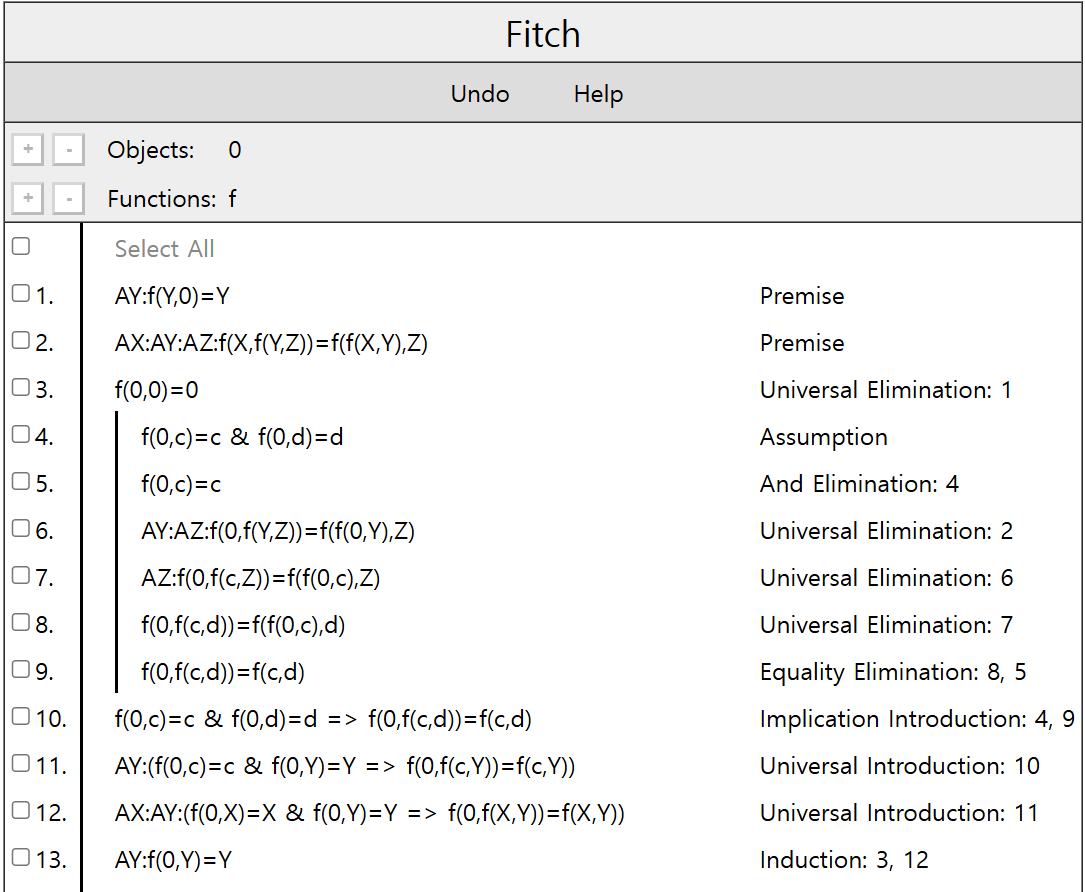 Fitch
Undo Help
+ - Objects: 0
+ - Functions: f
Select All
1. AY:f(Y,0)=Y Premise
2. AX:AY:AZ:f(X,f(Y,Z))=f(f(X,Y),Z) Premise
3. f(0,0)=0 Universal Elimination: 1
4. f(0,c)=c & f(0,d)=d Assumption
5. f(0,c)=c And Elimination: 4
6. AY:AZ:f(0,f(Y,Z))=f(f(0,Y),Z) Universal Elimination: 2
7. AZ:f(0,f(c,Z))=f(f(0,c),Z) Universal Elimination: 6
8. f(0,f(c,d))=f(f(0,c),d) Universal Elimination: 7
9. f(0,f(c,d))=f(c,d) Equality Elimination: 8, 5
10. f(0,c)=c & f(0,d)=d => f(0,f(c,d))=f(c,d) Implication Introduction: 4, 9
11. AY:(f(0,c)=c & f(0,Y)=Y => f(0,f(c,Y))=f(c,Y)) Universal Introduction: 10
12. AX:AY:(f(0,X)=X & f(0,Y)=Y => f(0,f(X,Y))=f(X,Y)) Universal Introduction: 11
13. AY:f(0,Y)=Y Induction: 3, 12